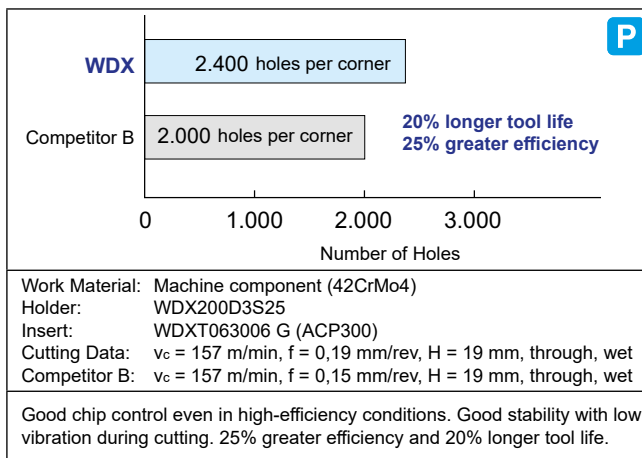 P
WDX
2.400 holes per corner
Competitor B
2.000 holes per corner
20% longer tool life
25% greater efficiency
0 1.000 2.000 3.000
Number of Holes
Work Material: Machine component (42CrMo4)
Holder: WDX200D3S25
Insert: WDXT063006 G (ACP300)
Cutting Data: vc = 157 m/min, f = 0,19 mm/rev, H = 19 mm, through, wet
Competitor B: vc = 157 m/min, f = 0,15 mm/rev, H = 19 mm, through, wet
Good chip control even in high-efficiency conditions. Good stability with low
vibration during cutting. 25% greater efficiency and 20% longer tool life.